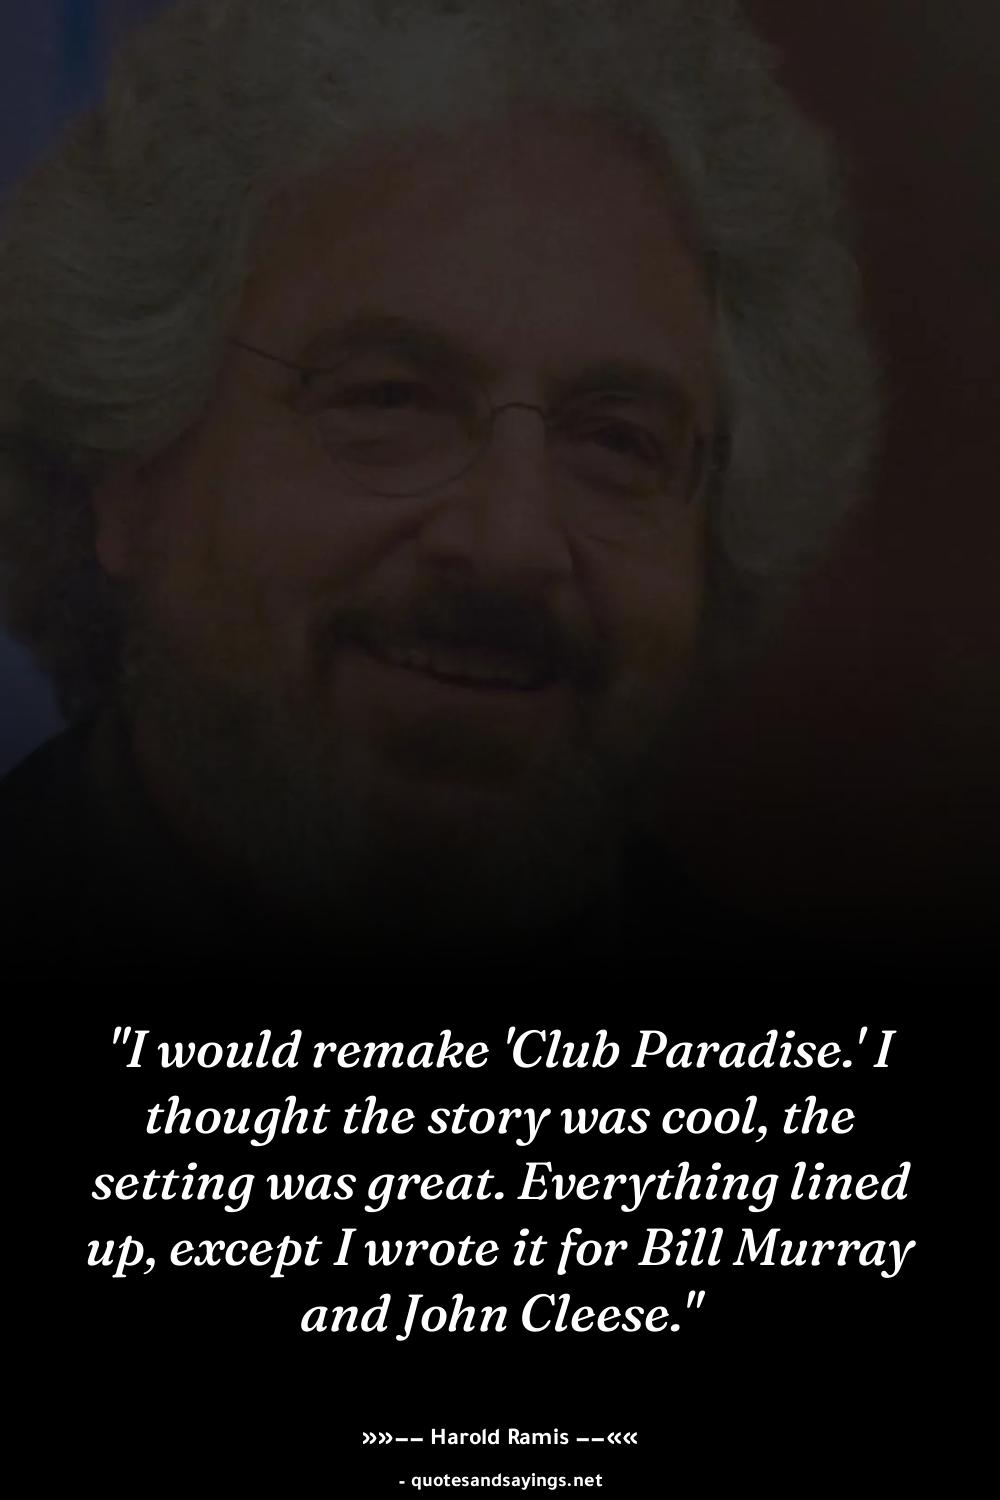 "I would remake 'Club Paradise.' I
thought the story was cool, the
setting was great. Everything lined
up, except I wrote it for Bill Murray
and John Cleese."
»»−− Harold Ramis −−««
- quotesandsayings.net